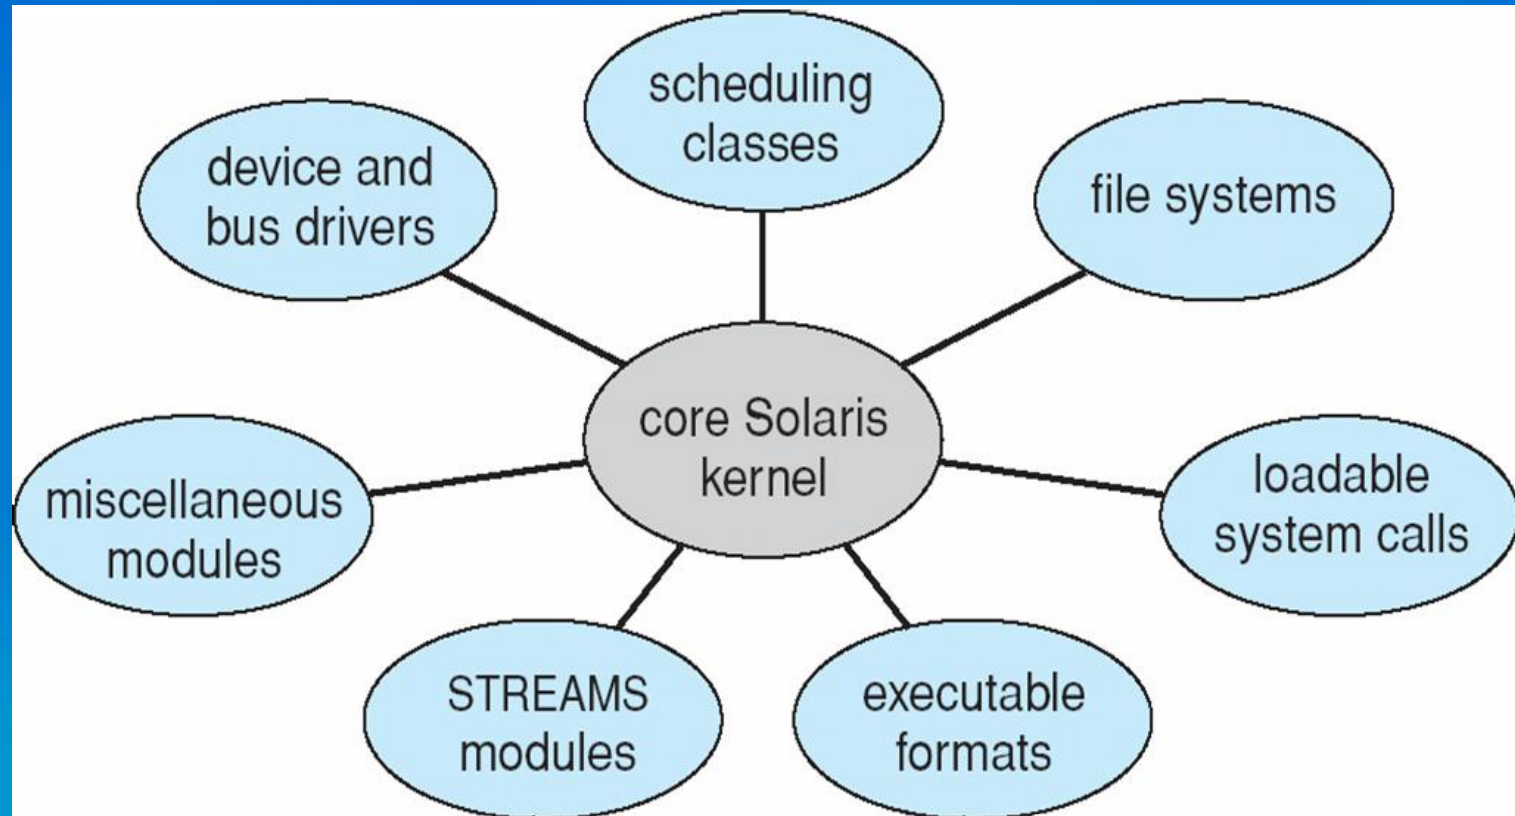 scheduling
classes
device and
bus drivers
file systems
core Solaris
kernel
loadable
system calls
miscellaneous
modules
STREAMS
modules
executable
formats